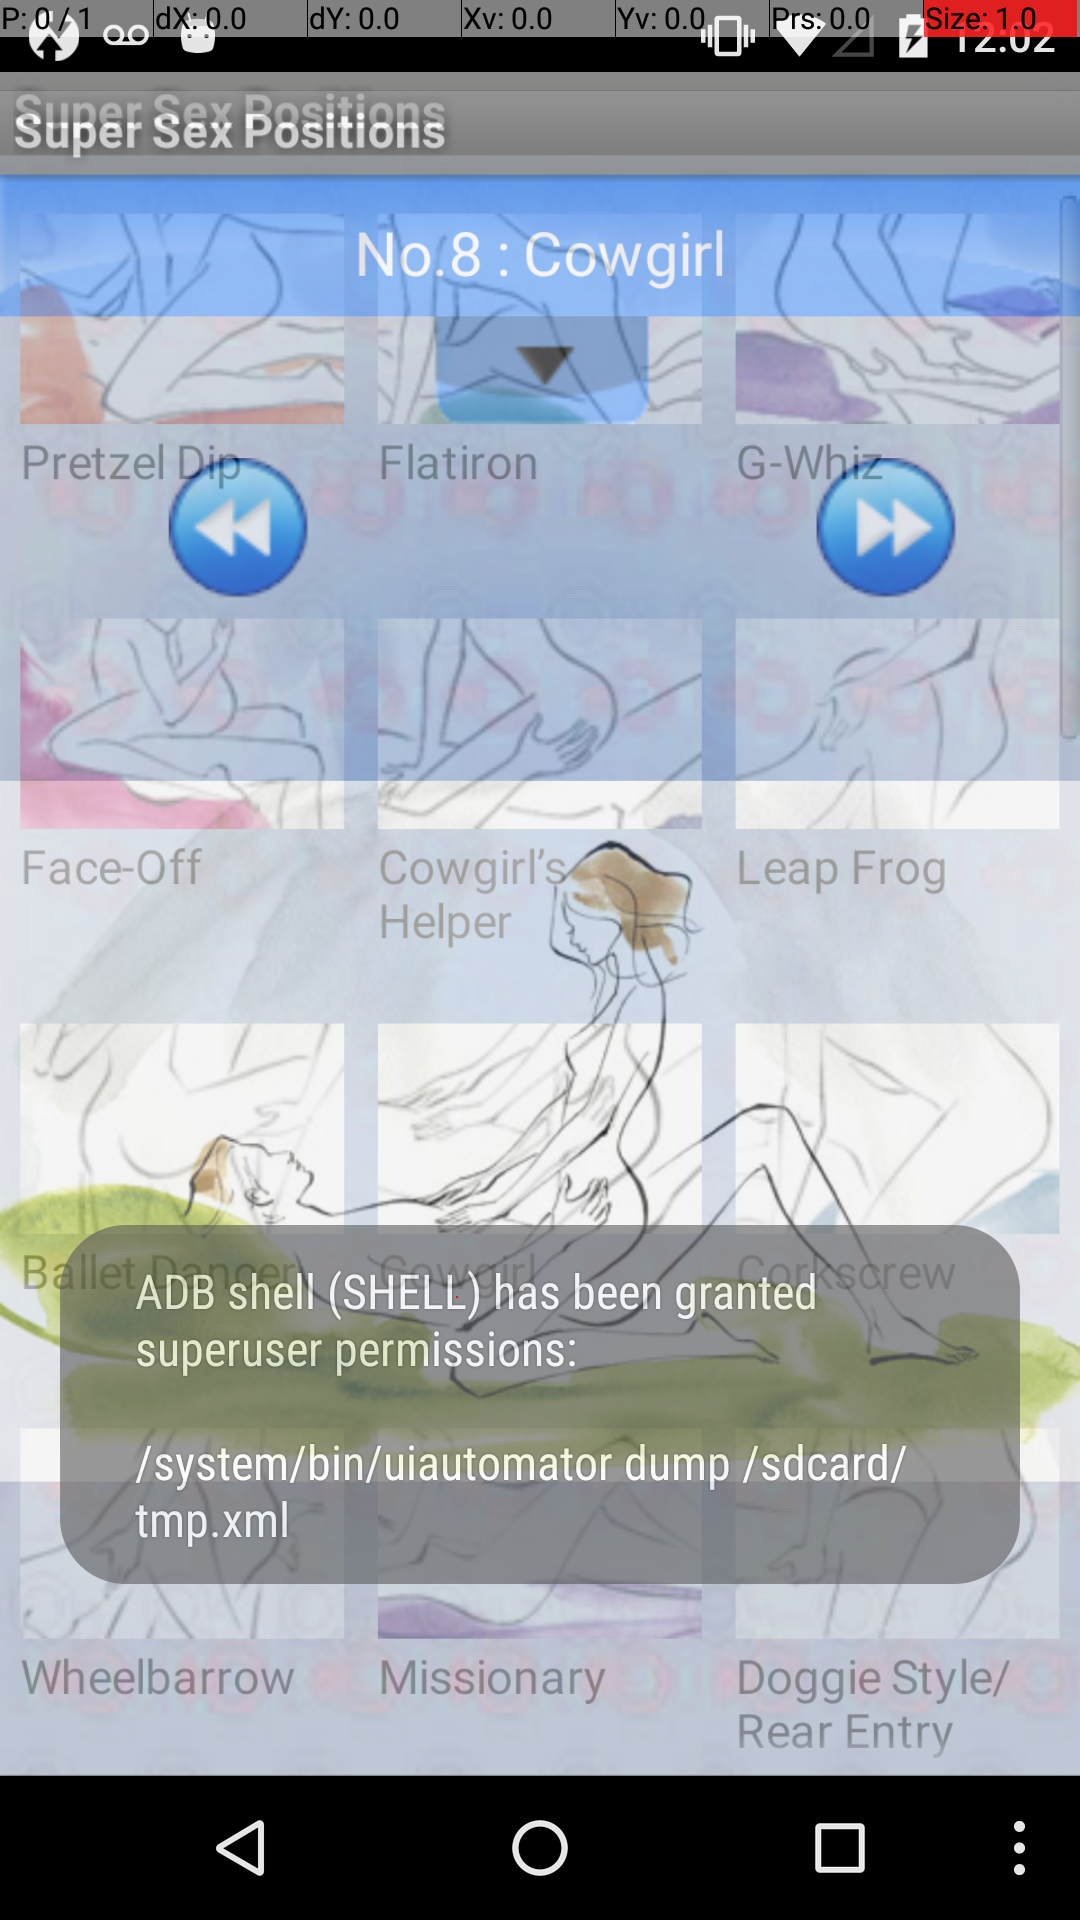 P: 0 / 1 dX: 0.0 dY: 0.0 Xv: 0.0 Yv: 0.0 Prs: 0.0 Size: 1.0
12:02
Super Sex Positions
Super Sex Positions
No.8 : Cowgirl
Pretzel Dip Flatiron G-Whiz
Face-Off Cowgirl’s Leap Frog
Helper
Ballet Dancer Cowgirl Corkscrew
ADB shell (SHELL) has been granted
superuser permissions:
/system/bin/uiautomator dump /sdcard/
tmp.xml
Wheelbarrow Missionary Doggie Style/
Rear Entry